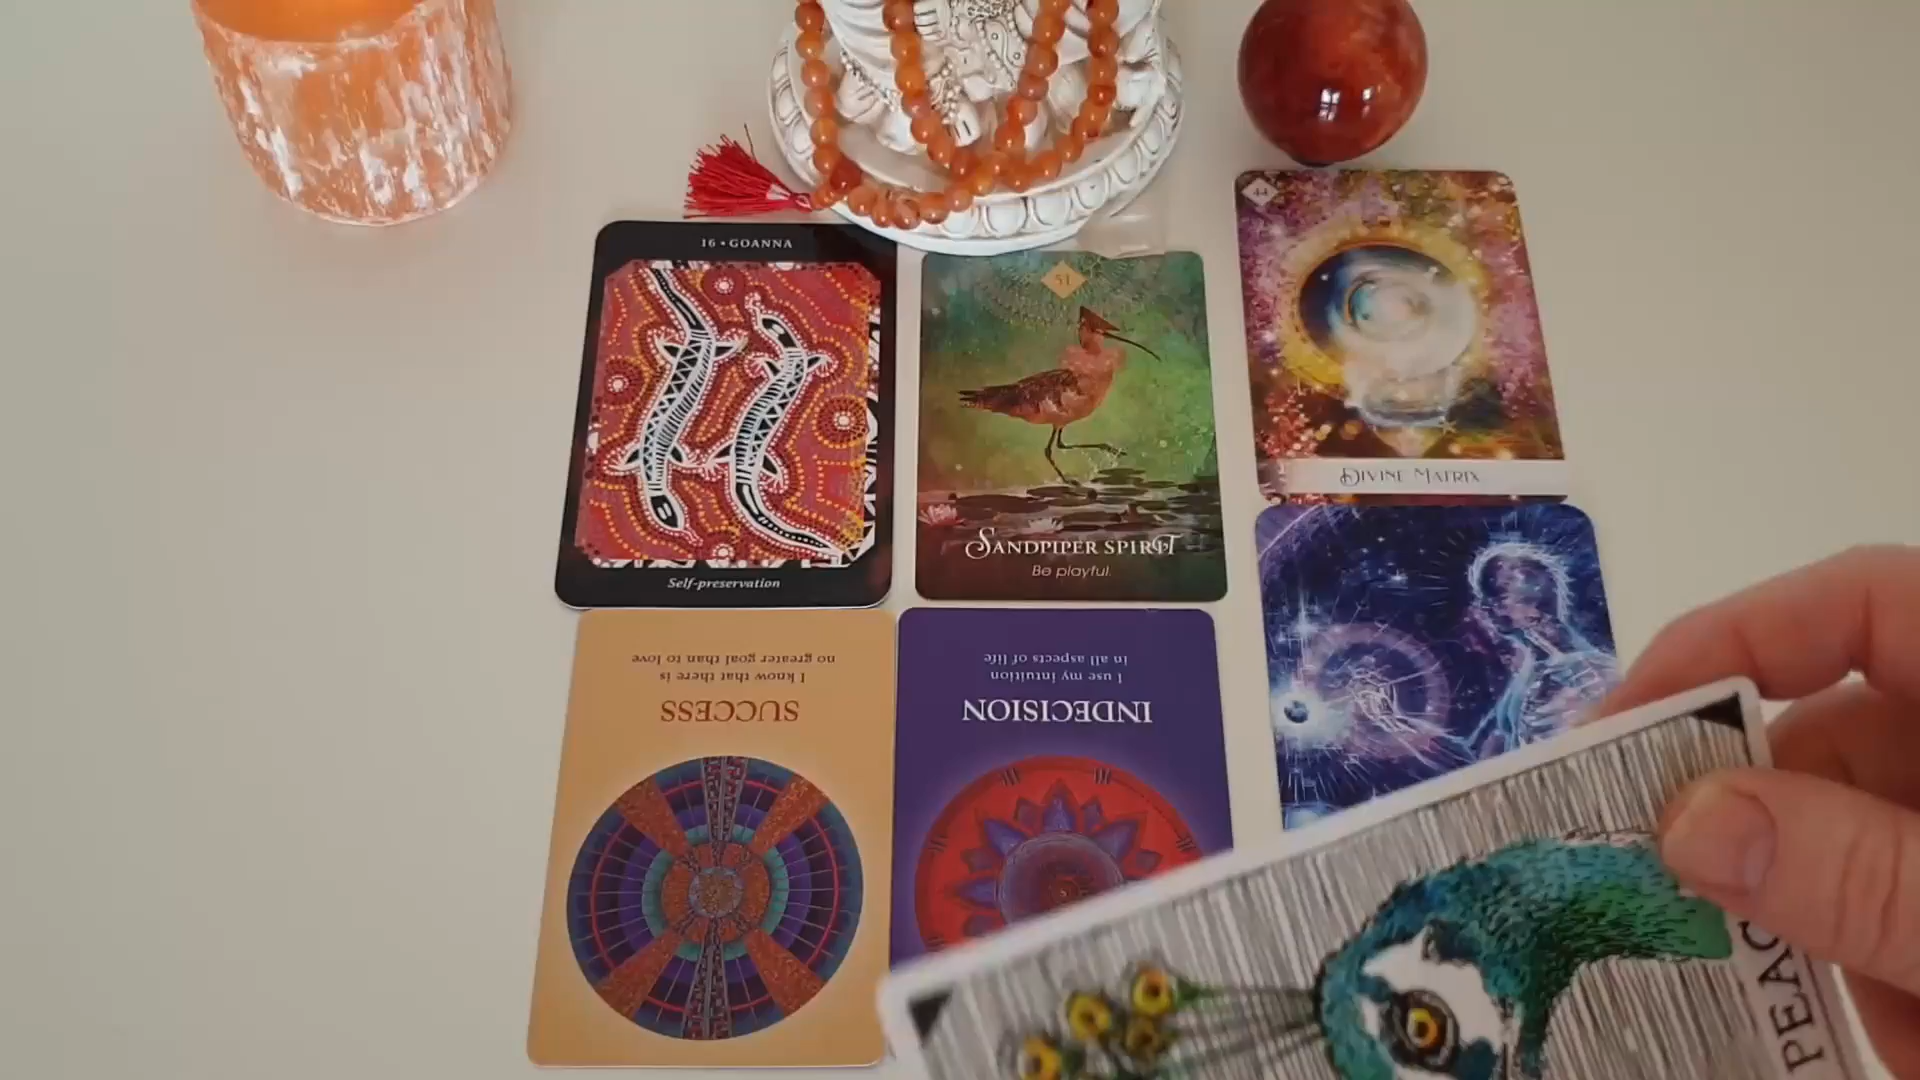 16 • GOANNA
Self-preservation
51
SANDPIPER SPIRIT
Be playful.
44
DIVINE MATRIX
SUCCESS
I know that there is
no greater goal than to love
INDECISION
I use my intuition
in all aspects of life
PEAC